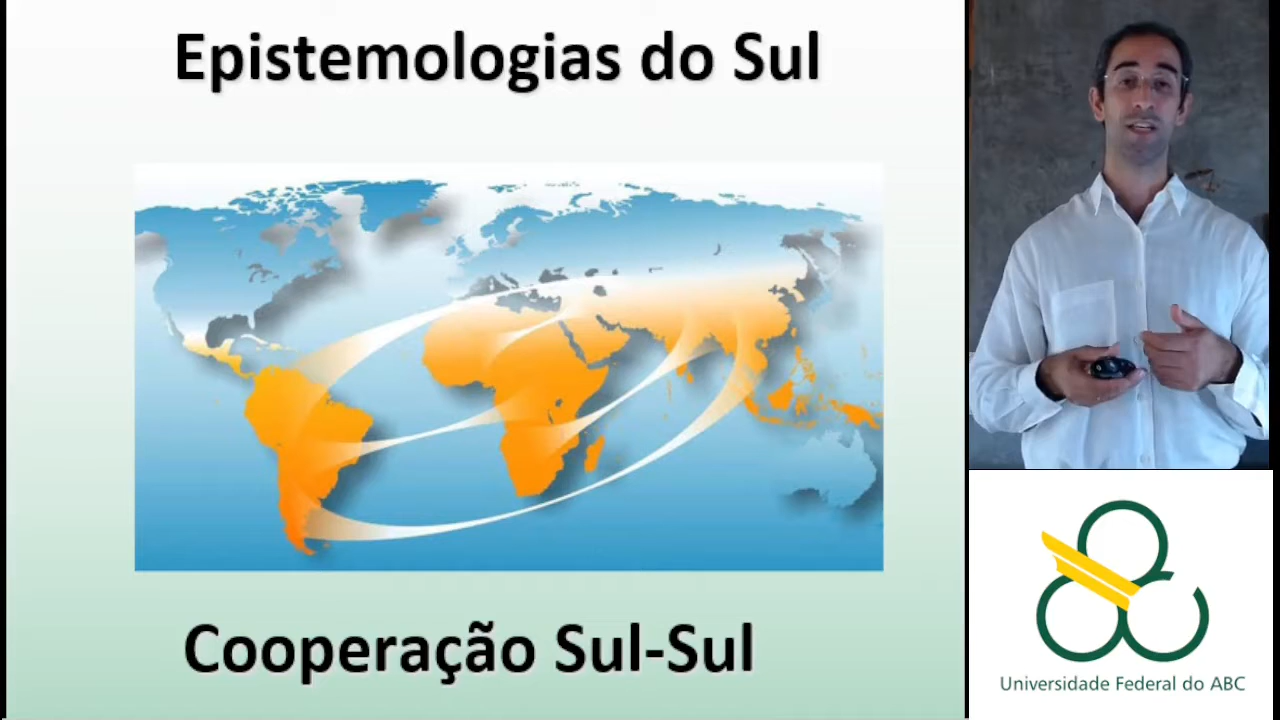 Epistemologias do Sul
Cooperação Sul-Sul
Universidade Federal do ABC